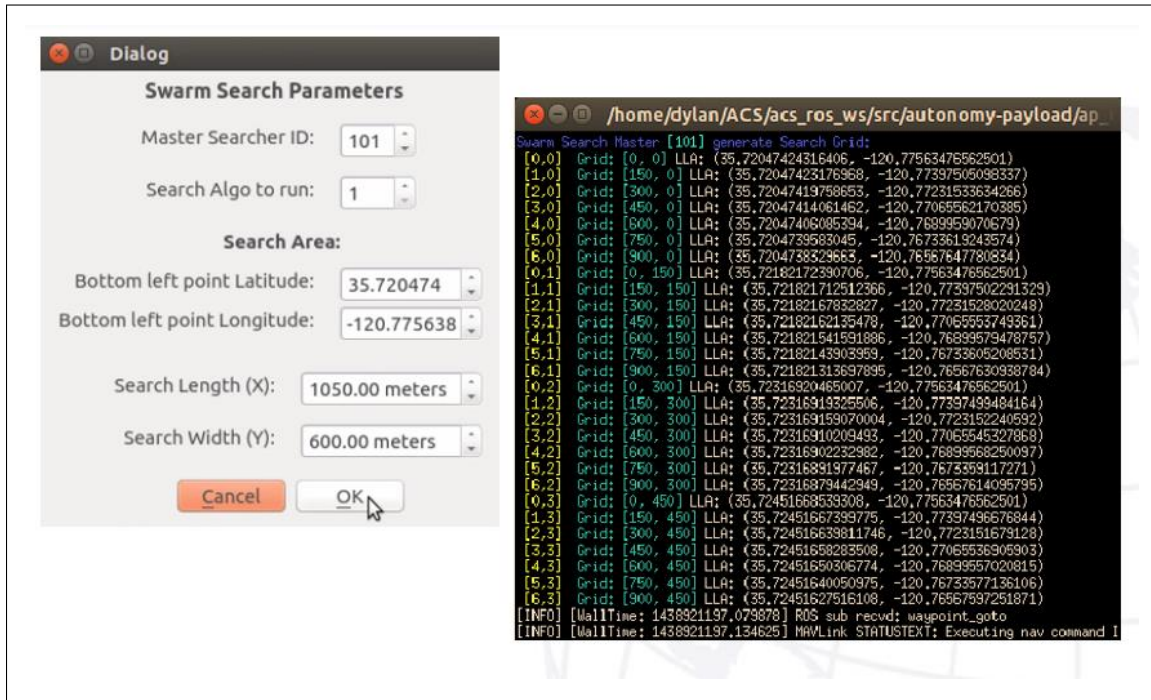 Dialog
Swarm Search Parameters
Master Searcher ID: 101
Search Algo to run: 1
Search Area:
Bottom left point Latitude: 35.720474
Bottom left point Longitude: -120.775638
Search Length (X): 1050.00 meters
Search Width (Y): 600.00 meters
Cancel OK
/home/dylan/ACS/acs_ros_ws/src/autonomy-payload/ap_
Swarm Search Master [101] generate Search Grid:
[0,0] Grid: [0, 0] LLA: (35.72047424316406, -120.77563476562501)
[1,0] Grid: [150, 0] LLA: (35.72047423176968, -120.77397505098337)
[2,0] Grid: [300, 0] LLA: (35.72047419758653, -120.77231533634266)
[3,0] Grid: [450, 0] LLA: (35.72047414061462, -120.77065562170385)
[4,0] Grid: [600, 0] LLA: (35.72047406085394, -120.7689959070679)
[5,0] Grid: [750, 0] LLA: (35.7204739583045, -120.76733619243574)
[6,0] Grid: [900, 0] LLA: (35.7204738329663, -120.76567647780834)
[0,1] Grid: [0, 150] LLA: (35.72182172390706, -120.77563476562501)
[1,1] Grid: [150, 150] LLA: (35.721821712512366, -120.77397502291329)
[2,1] Grid: [300, 150] LLA: (35.72182167832827, -120.77231528020248)
[3,1] Grid: [450, 150] LLA: (35.72182162135478, -120.77065553749361)
[4,1] Grid: [600, 150] LLA: (35.721821541591886, -120.76899579478757)
[5,1] Grid: [750, 150] LLA: (35.72182143903959, -120.76733605208531)
[6,1] Grid: [900, 150] LLA: (35.721821313697895, -120.76567630938784)
[0,2] Grid: [0, 300] LLA: (35.72316920465007, -120.77563476562501)
[1,2] Grid: [150, 300] LLA: (35.72316919325506, -120.77397499484164)
[2,2] Grid: [300, 300] LLA: (35.72316159070004, -120.7723152240592)
[3,2] Grid: [450, 300] LLA: (35.72316910209493, -120.77065545327868)
[4,2] Grid: [600, 300] LLA: (35.72316902232982, -120.76899568250097)
[5,2] Grid: [750, 300] LLA: (35.72316891977467, -120.7673359117271)
[6,2] Grid: [900, 300] LLA: (35.72316879442949, -120.76567614095795)
[0,3] Grid: [0, 450] LLA: (35.72451668539308, -120.77563476562501)
[1,3] Grid: [150, 450] LLA: (35.72451667399775, -120.77397496676844)
[2,3] Grid: [300, 450] LLA: (35.724516639811746, -120.7723151679128)
[3,3] Grid: [450, 450] LLA: (35.72451658283508, -120.77065536905903)
[4,3] Grid: [600, 450] LLA: (35.72451650306774, -120.76899557020815)
[5,3] Grid: [750, 450] LLA: (35.72451640050975, -120.76733577136106)
[6,3] Grid: [900, 450] LLA: (35.72451627516108, -120.76567597251871)
[INFO] [WallTime: 1438921197.079878] ROS sub recvd: waypoint_goto
[INFO] [WallTime: 1438921197.134625] MAVLink STATUSTEXT: Executing nav command I